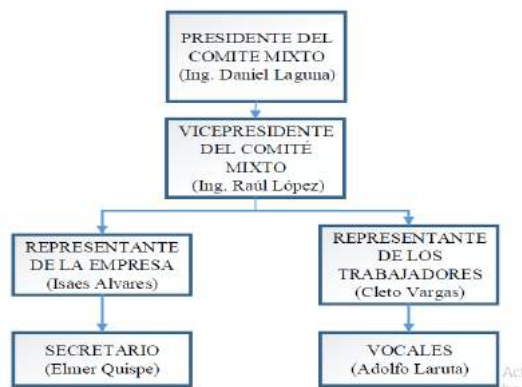 PRESIDENTE DEL
COMITE MIXTO
(Ing. Daniel Laguna)
VICEPRESIDENTE
DEL COMITÉ
MIXTO
(Ing. Raúl López)
REPRESENTANTE
DE LA EMPRESA
(Isaes Alvares)
REPRESENTANTE
DE LOS
TRABAJADORES
(Cleto Vargas)
SECRETARIO
(Elmer Quispe)
VOCALES
(Adolfo Laruta)